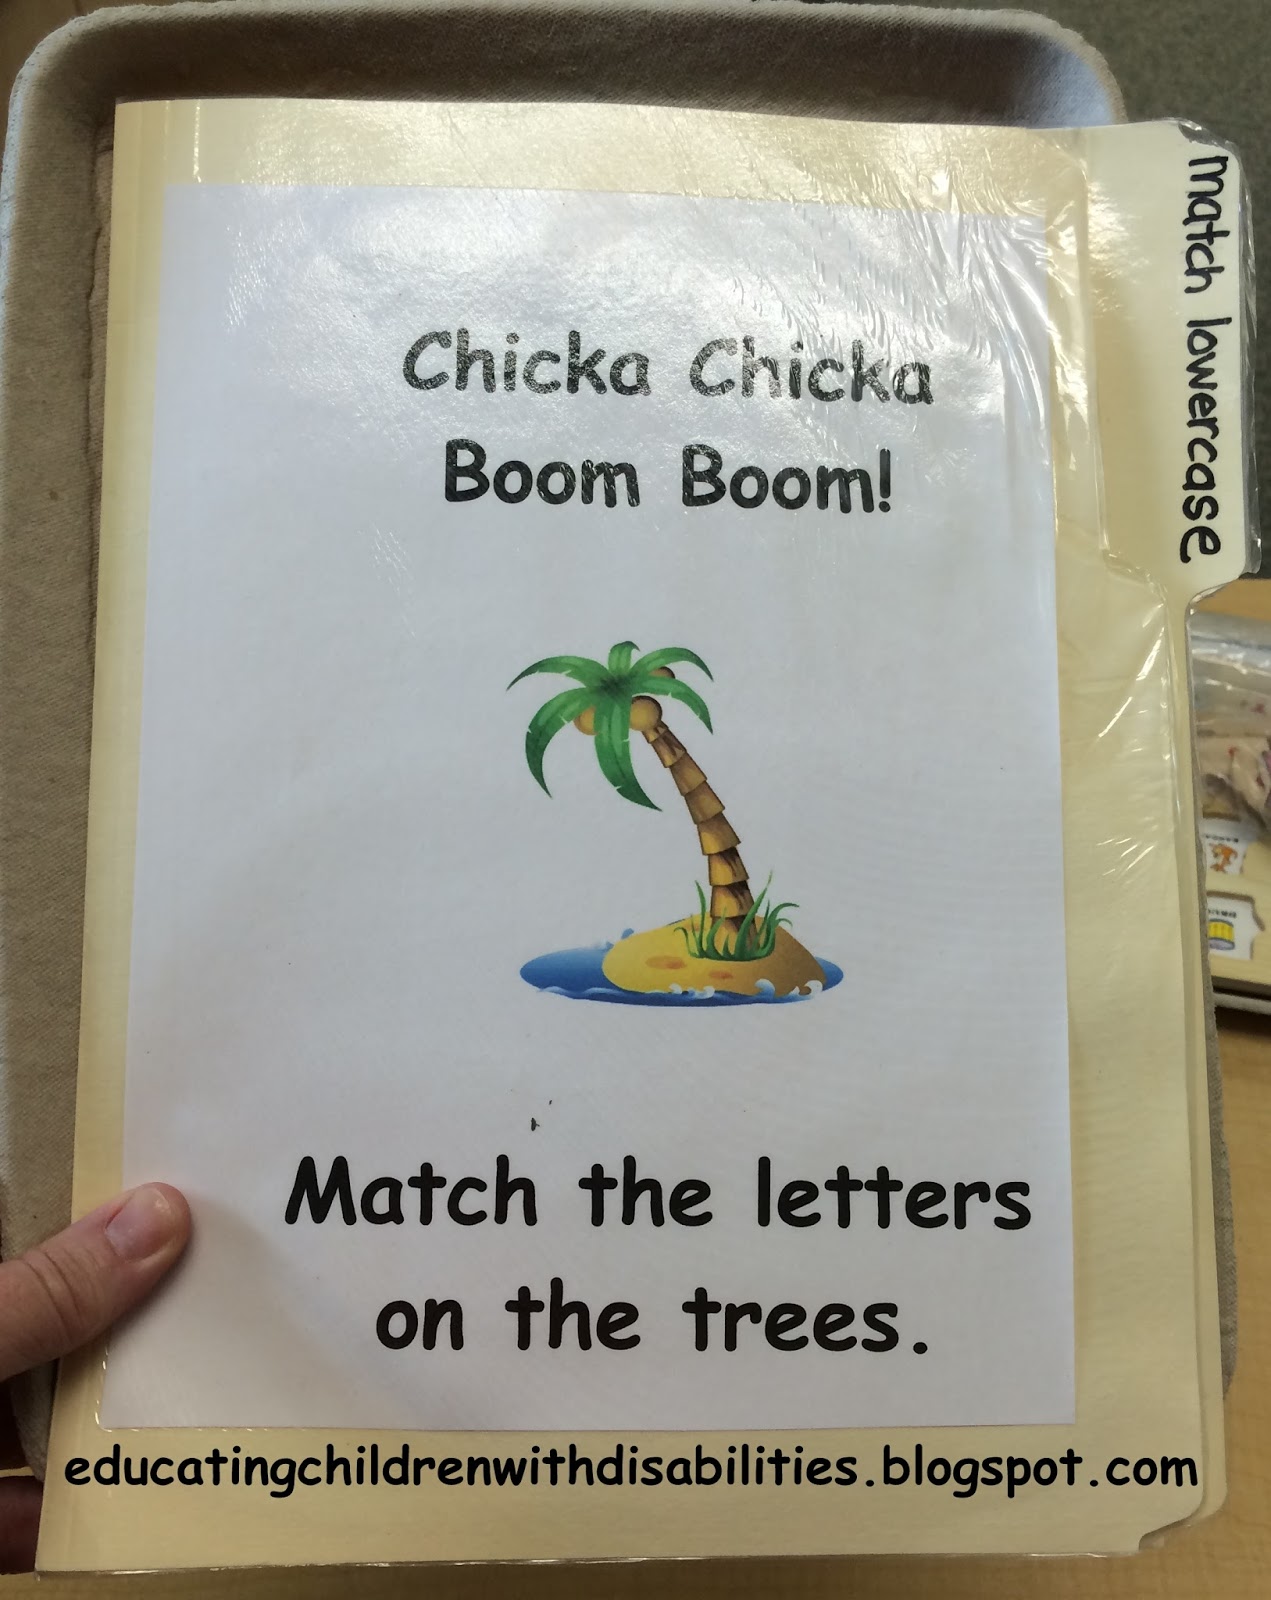 match lowercase
Chicka Chicka
Boom Boom!
Match the letters
on the trees.
educatingchildrenwithdisabilities.blogspot.com